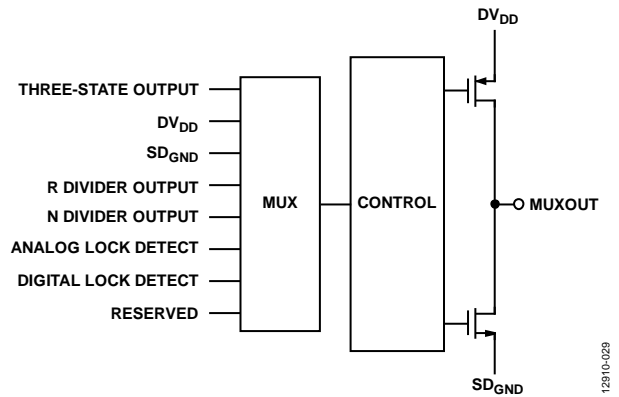 DVDD
THREE-STATE OUTPUT
DVDD
SDGND
R DIVIDER OUTPUT
N DIVIDER OUTPUT
ANALOG LOCK DETECT
DIGITAL LOCK DETECT
RESERVED
MUX
CONTROL
MUXOUT
SDGND
12910-029